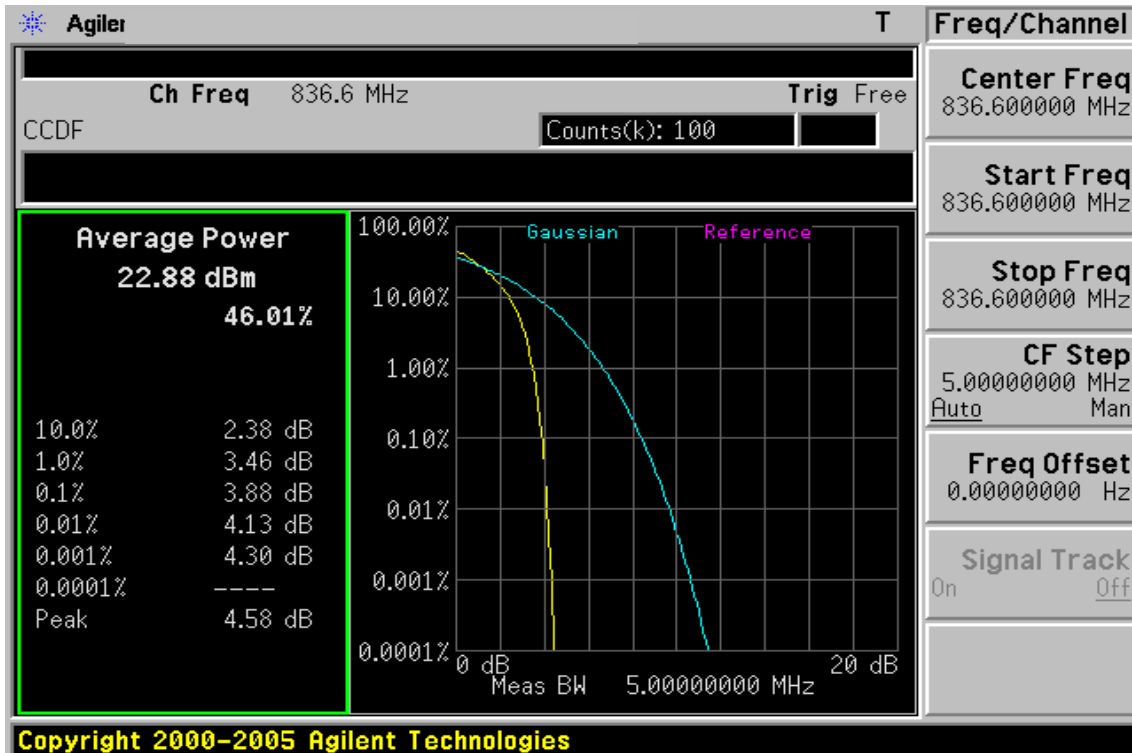 Agiler T
Ch Freq 836.6 MHz Trig Free
CCDF Counts(k): 100
Average Power
22.88 dBm
46.01%
10.0% 2.38 dB
1.0% 3.46 dB
0.1% 3.88 dB
0.01% 4.13 dB
0.001% 4.30 dB
0.0001% ----
Peak 4.58 dB
Gaussian Reference
100.00%
10.00%
1.00%
0.10%
0.01%
0.001%
0.0001%
0 dB 20 dB
Meas BW 5.00000000 MHz
Freq/Channel
Center Freq
836.600000 MHz
Start Freq
836.600000 MHz
Stop Freq
836.600000 MHz
CF Step
5.00000000 MHz
Auto Man
Freq Offset
0.00000000 Hz
Signal Track
On Off
Copyright 2000-2005 Agilent Technologies